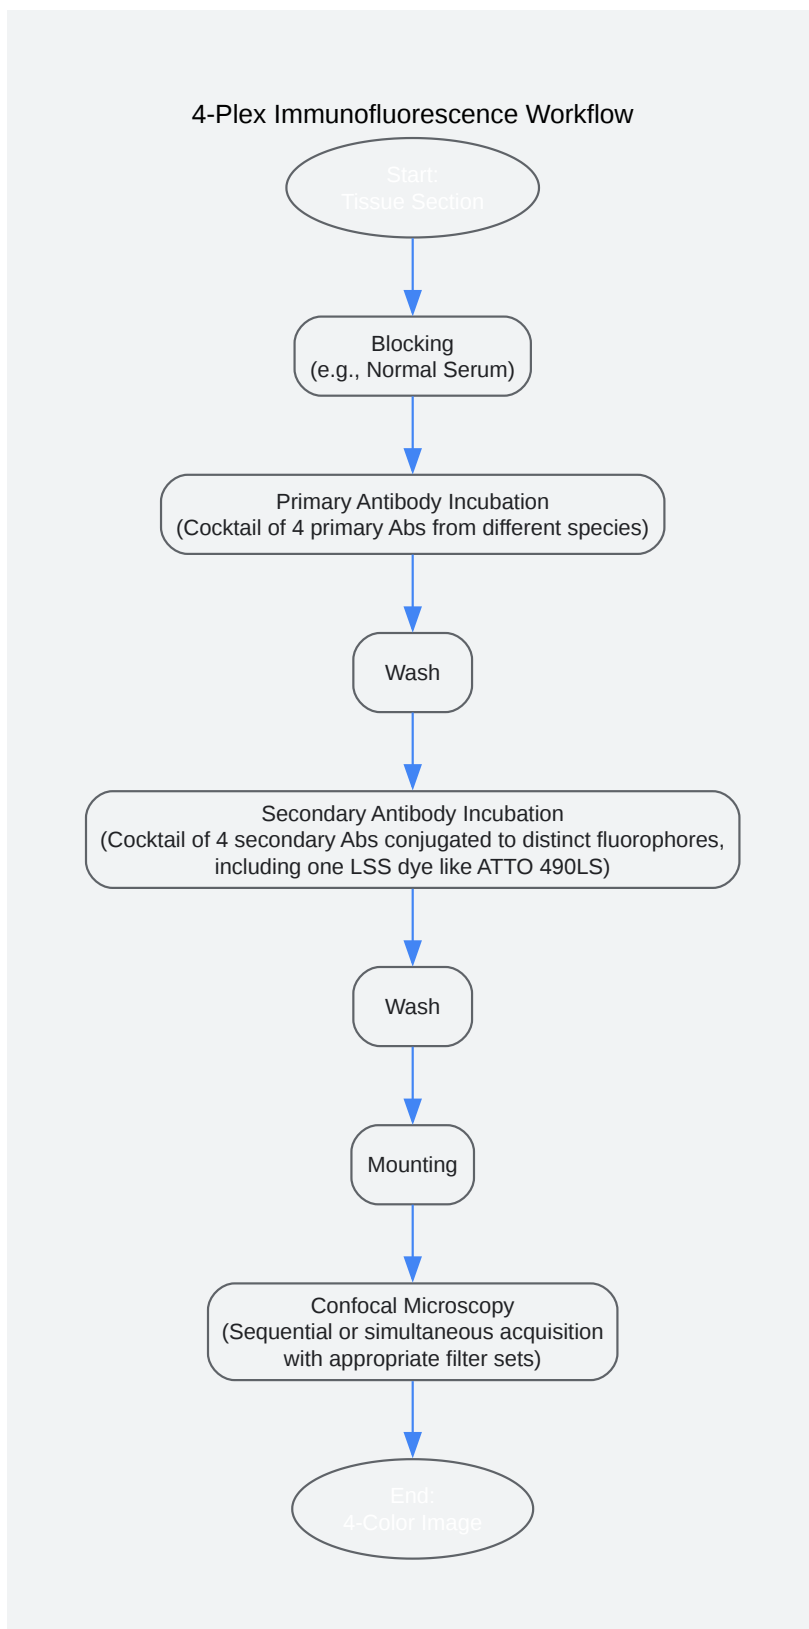 4-Plex Immunofluorescence Workflow
Start:
Tissue Section
Blocking
(e.g., Normal Serum)
Primary Antibody Incubation
(Cocktail of 4 primary Abs from different species)
Wash
Secondary Antibody Incubation
(Cocktail of 4 secondary Abs conjugated to distinct fluorophores,
including one LSS dye like ATTO 490LS)
Wash
Mounting
Confocal Microscopy
(Sequential or simultaneous acquisition
with appropriate filter sets)
End:
4-Color Image